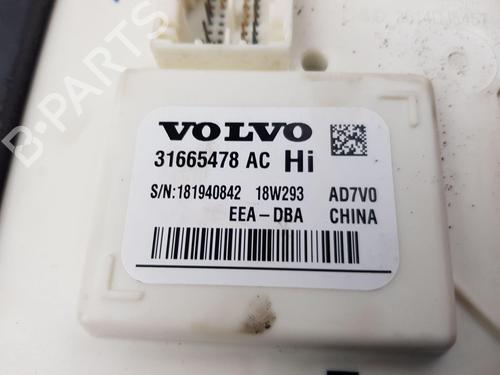 VOLVO
31665478 AC Hi
S/N:181940842 18W293 AD7V0
EEA-DBA CHINA
B-PARTS